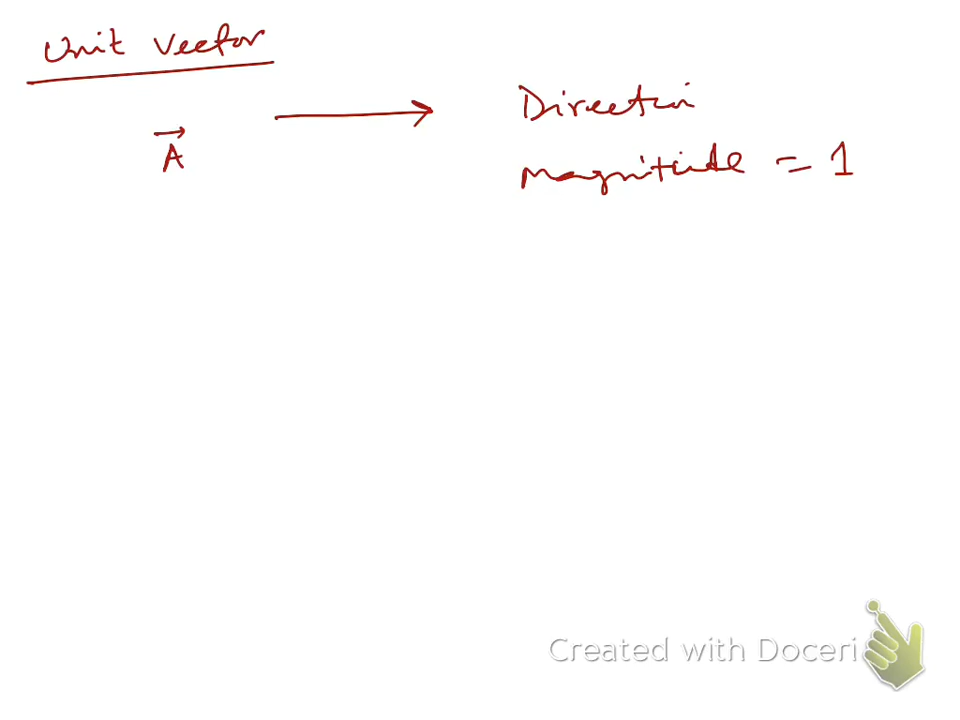 Unit Vector
Direction
A⃗
Magnitude = 1
Created with Doceri